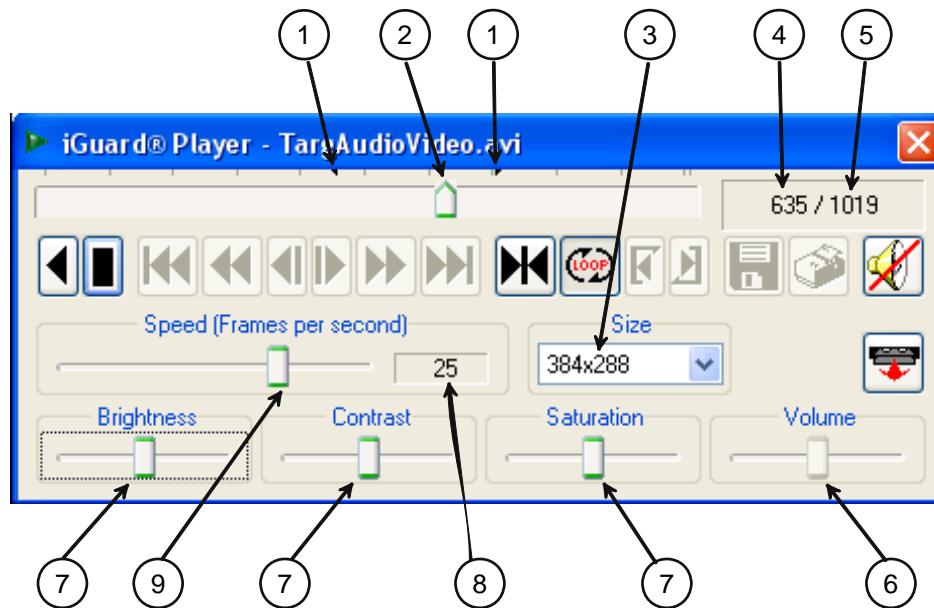 1 2 1 3 4 5
iGuard® Player - TargAudioVideo.avi
635 / 1019
LOOP
Speed (Frames per second) Size
25 384x288
Brightness Contrast Saturation Volume
7 9 7 8 7 6